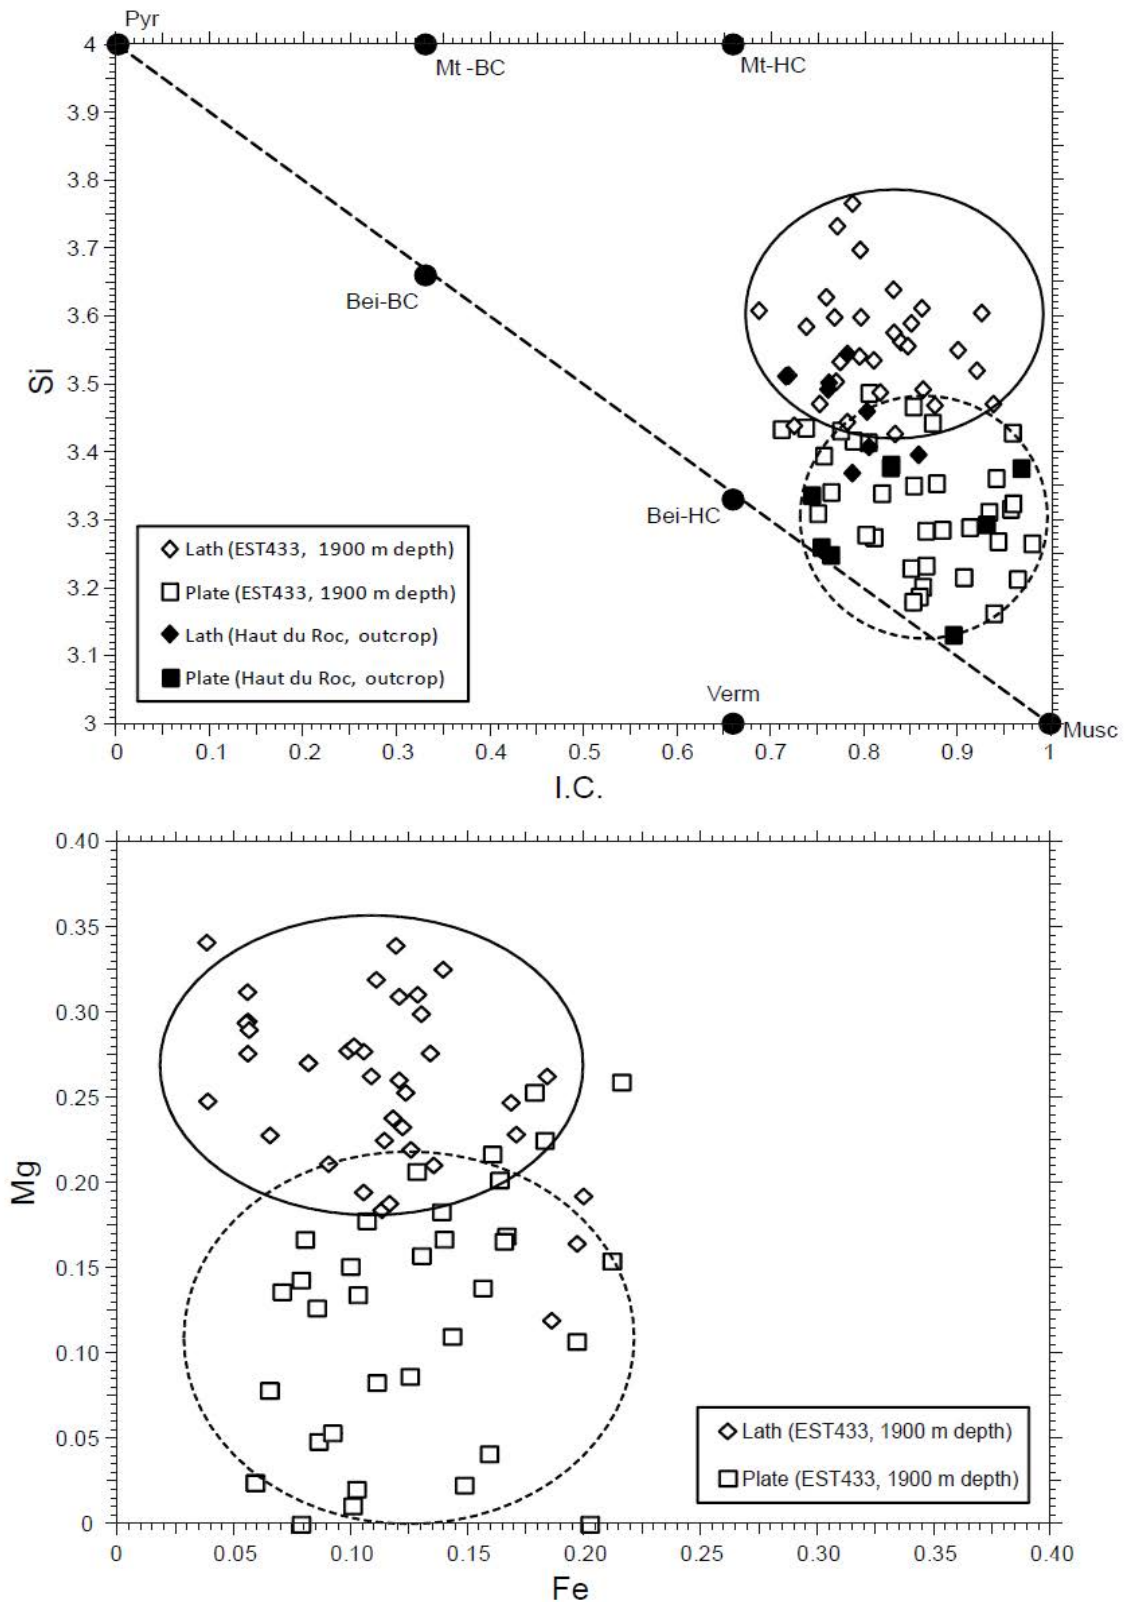 Pyr
4
Mt -BC
Mt-HC
3.9
3.8
3.7
Bei-BC
3.6
Si
3.5
3.4
Bei-HC
3.3
Lath (EST433, 1900 m depth)
Plate (EST433, 1900 m depth)
3.2
Lath (Haut du Roc, outcrop)
3.1
Plate (Haut du Roc, outcrop)
Verm
3
Musc
0 0.1 0.2 0.3 0.4 0.5 0.6 0.7 0.8 0.9 1
I.C.
0.40
0.35
0.30
0.25
Mg
0.20
0.15
0.10
0.05
Lath (EST433, 1900 m depth)
Plate (EST433, 1900 m depth)
0
0 0.05 0.10 0.15 0.20 0.25 0.30 0.35 0.40
Fe